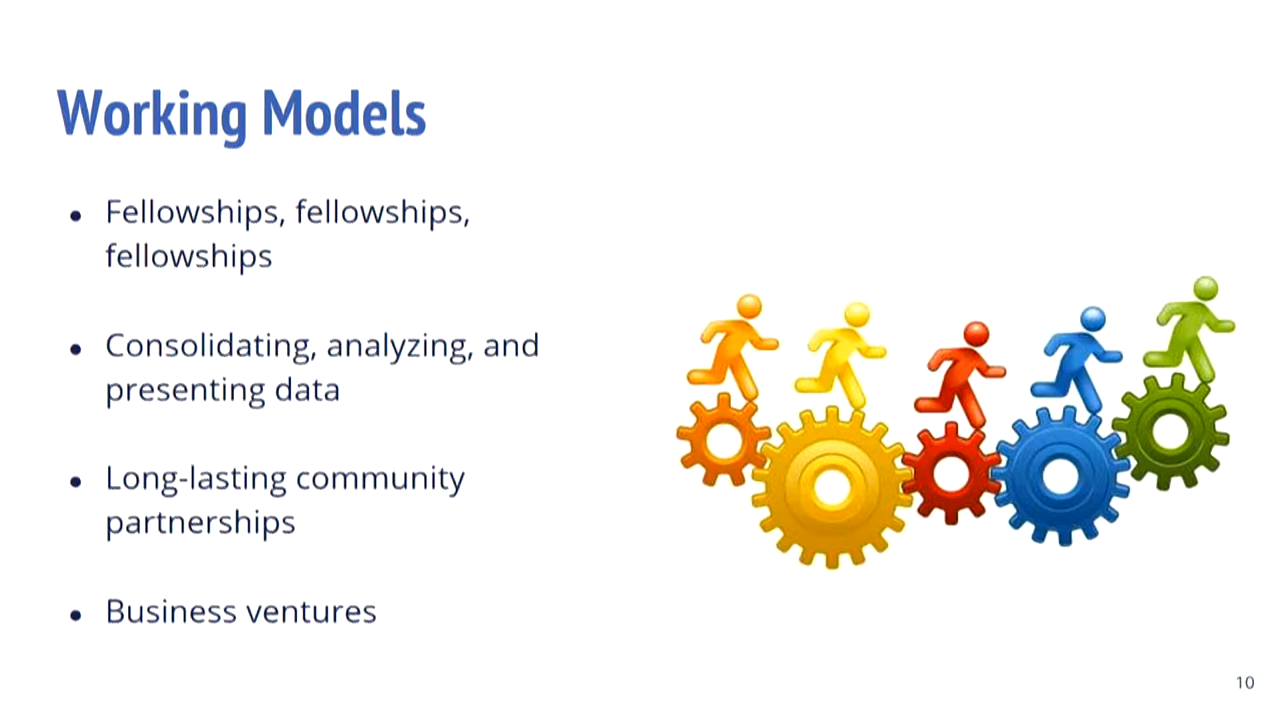 Working Models
• Fellowships, fellowships,
fellowships
• Consolidating, analyzing, and
presenting data
• Long-lasting community
partnerships
• Business ventures
10